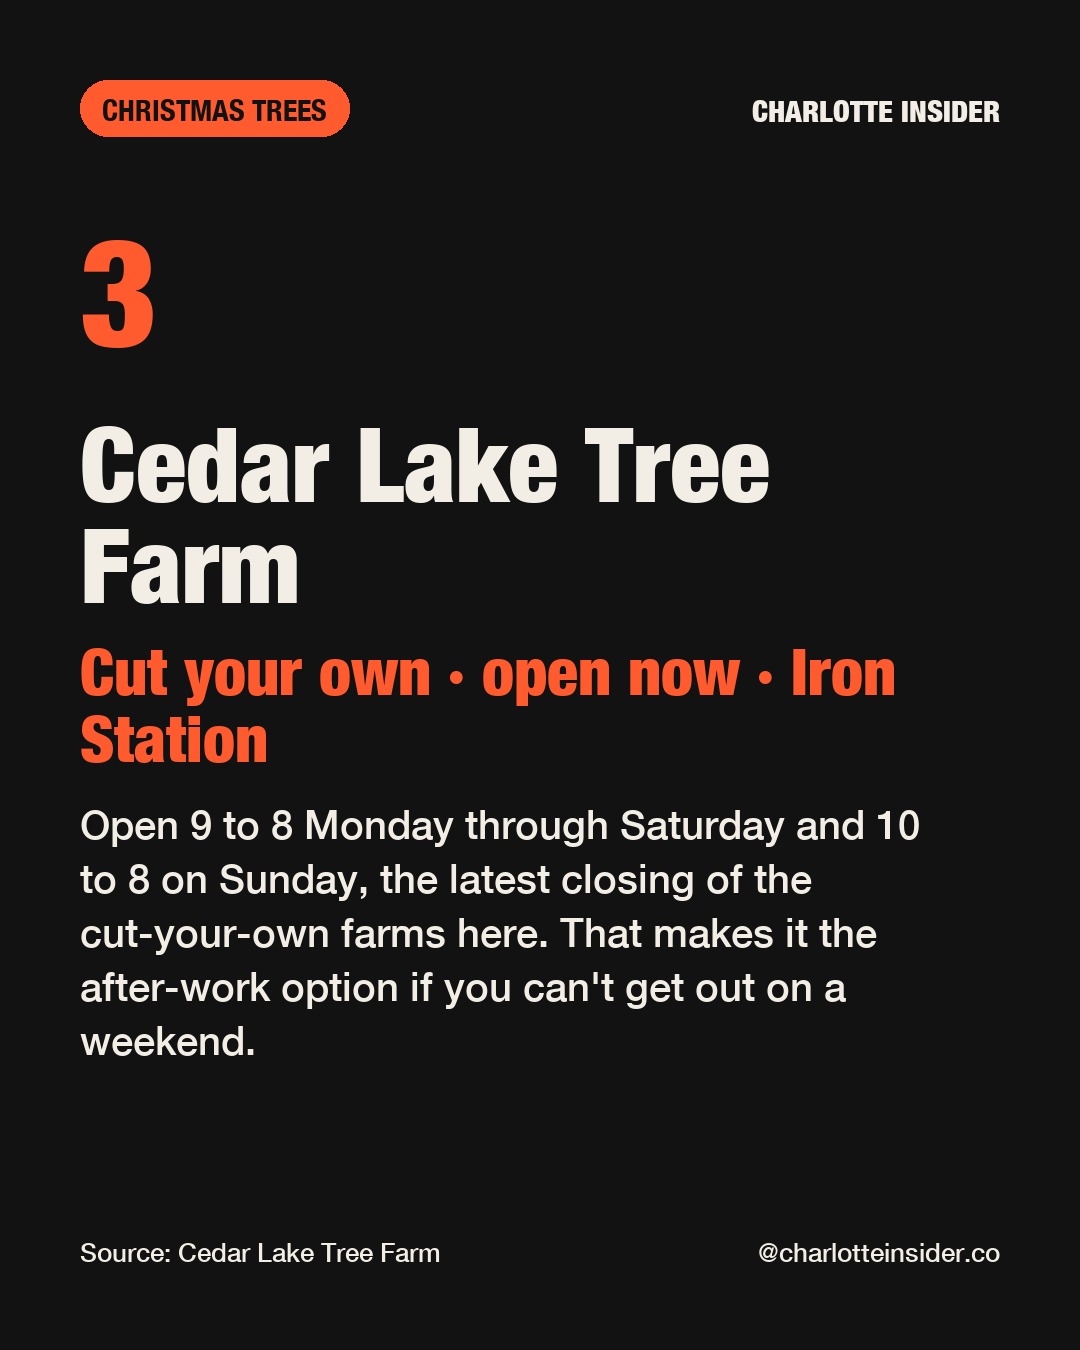 CHRISTMAS TREES
CHARLOTTE INSIDER
3
Cedar Lake Tree
Farm
Cut your own • open now • Iron
Station
Open 9 to 8 Monday through Saturday and 10
to 8 on Sunday, the latest closing of the
cut-your-own farms here. That makes it the
after-work option if you can't get out on a
weekend.
Source: Cedar Lake Tree Farm
@charlotteinsider.co